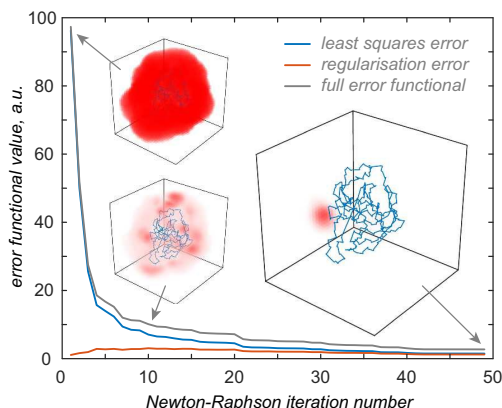 100
80
60
40
20
0
error functional value, a.u.
least squares error
regularisation error
full error functional
0 10 20 30 40 50
Newton-Raphson iteration number